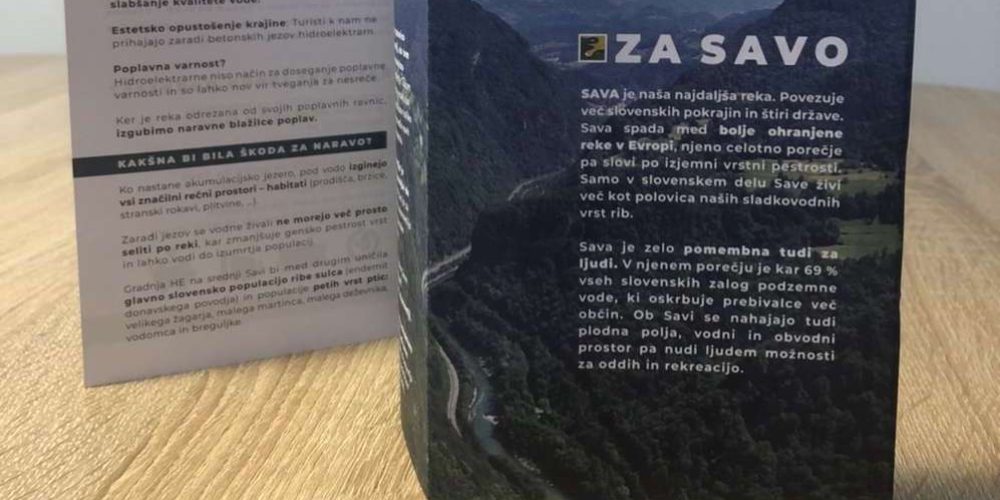 slabšanje kvalitete vode.
Estetsko opustošenje krajine: Turisti k nam ne
prihajajo zaradi betonskih jezov hidroelektrarn.
Poplavna varnost?
Hidroelektrarne niso način za doseganje poplavne
varnosti in so lahko nov vir tveganja za nesreče.
Ker je reka odrezana od svojih poplavnih ravnic,
izgubimo naravne blažilce poplav.
KAKŠNA BI BILA ŠKODA ZA NARAVO?
Ko nastane akumulacijsko jezero, pod vodo izginejo
vsi značilni rečni prostori – habitati (prodišča, brzice,
stranski rokavi, plitvine, ...).
Zaradi jezov se vodne živali ne morejo več prosto
seliti po reki, kar zmanjšuje gensko pestrost vrst
in lahko vodi do izumrtja populacij.
Gradnja HE na srednji Savi bi med drugim uničila
glavno slovensko populacijo ribe sulca (endemit
donavskega povodja) in populacije petih vrst ptic:
velikega žagarja, malega martinca, malega deževnika,
vodomca in breguljke.
ZA SAVO
SAVA je naša najdaljša reka. Povezuje
več slovenskih pokrajin in štiri države.
Sava spada med bolje ohranjene
reke v Evropi, njeno celotno porečje
pa slovi po izjemni vrstni pestrosti.
Samo v slovenskem delu Save živi
več kot polovica naših sladkovodnih
vrst rib.
Sava je zelo pomembna tudi za
ljudi. V njenem porečju je kar 69 %
vseh slovenskih zalog podzemne
vode, ki oskrbuje prebivalce več
občin. Ob Savi se nahajajo tudi
plodna polja, vodni in obvodni
prostor pa nudi ljudem možnosti
za oddih in rekreacijo.